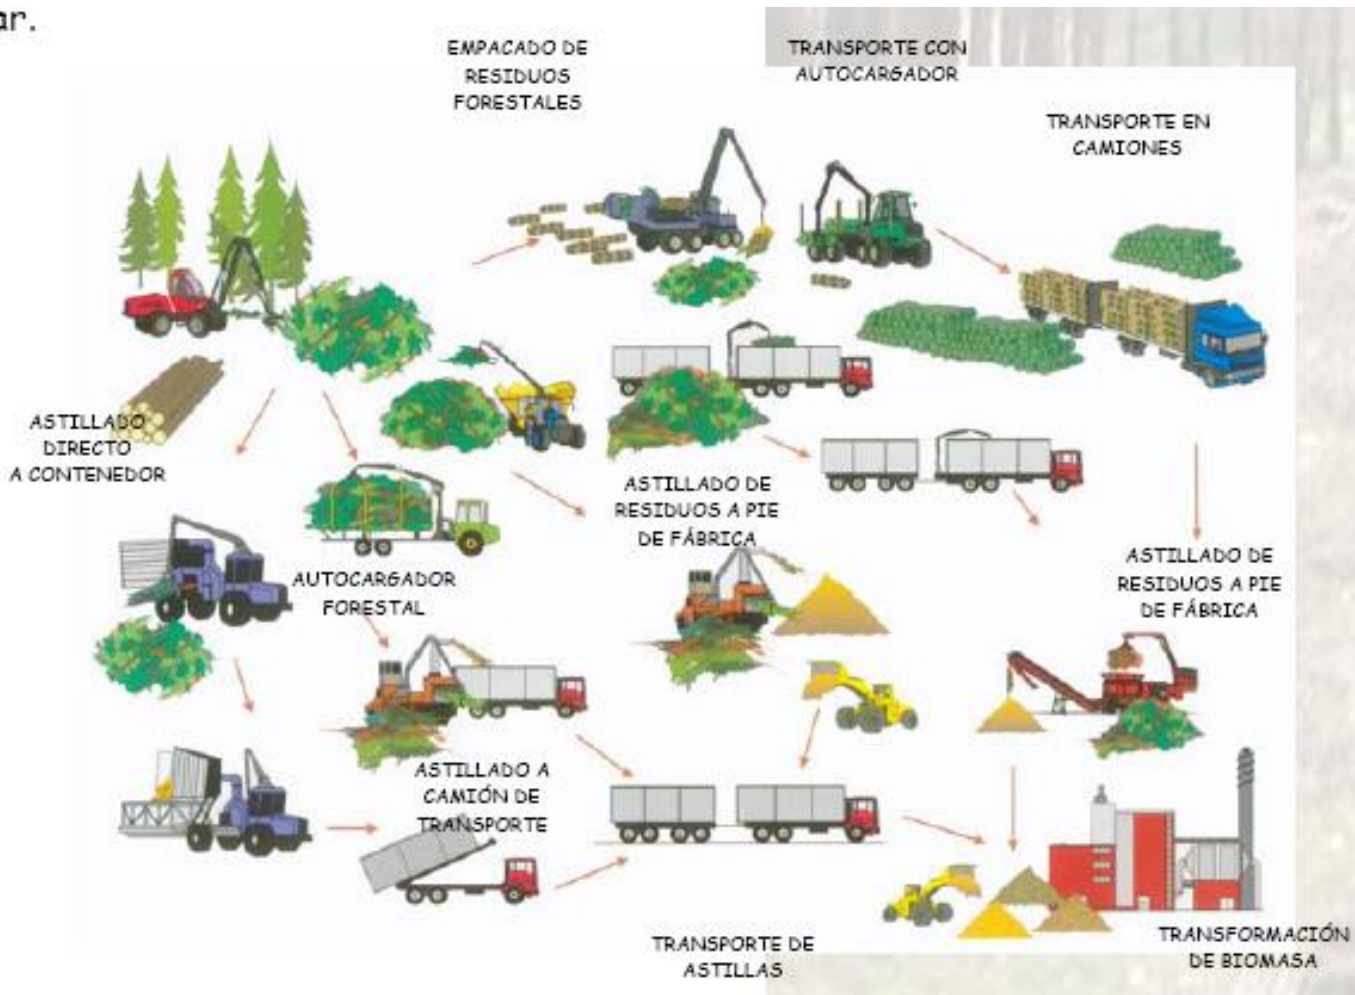 ar.
EMPACADO DE
RESIDUOS
FORESTALES
TRANSPORTE CON
AUTOCARGADOR
TRANSPORTE EN
CAMIONES
ASTILLADO
DIRECTO
A CONTENEDOR
ASTILLADO DE
RESIDUOS A PIE
DE FÁBRICA
ASTILLADO DE
RESIDUOS A PIE
DE FÁBRICA
AUTOCARGADOR
FORESTAL
ASTILLADO A
CAMIÓN DE
TRANSPORTE
TRANSPORTE DE
ASTILLAS
TRANSFORMACIÓN
DE BIOMASA